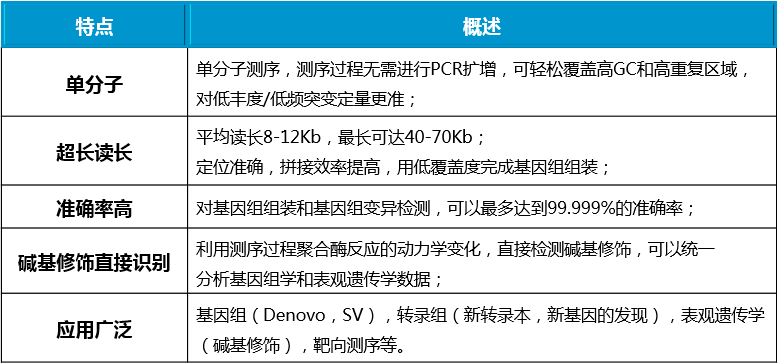 特点 概述
单分子 单分子测序，测序过程无需进行PCR扩增，可轻松覆盖高GC和高重复区域，
对低丰度/低频突变定量更准；
超长读长 平均读长8-12Kb，最长可达40-70Kb；
定位准确，拼接效率提高，用低覆盖度完成基因组组装；
准确率高 对基因组组装和基因组变异检测，可以最多达到99.999%的准确率；
碱基修饰直接识别 利用测序过程聚合酶反应的动力学变化，直接检测碱基修饰，可以统一
分析基因组学和表观遗传学数据；
应用广泛 基因组（Denovo，SV），转录组（新转录本，新基因的发现），表观遗传学
（碱基修饰），靶向测序等。